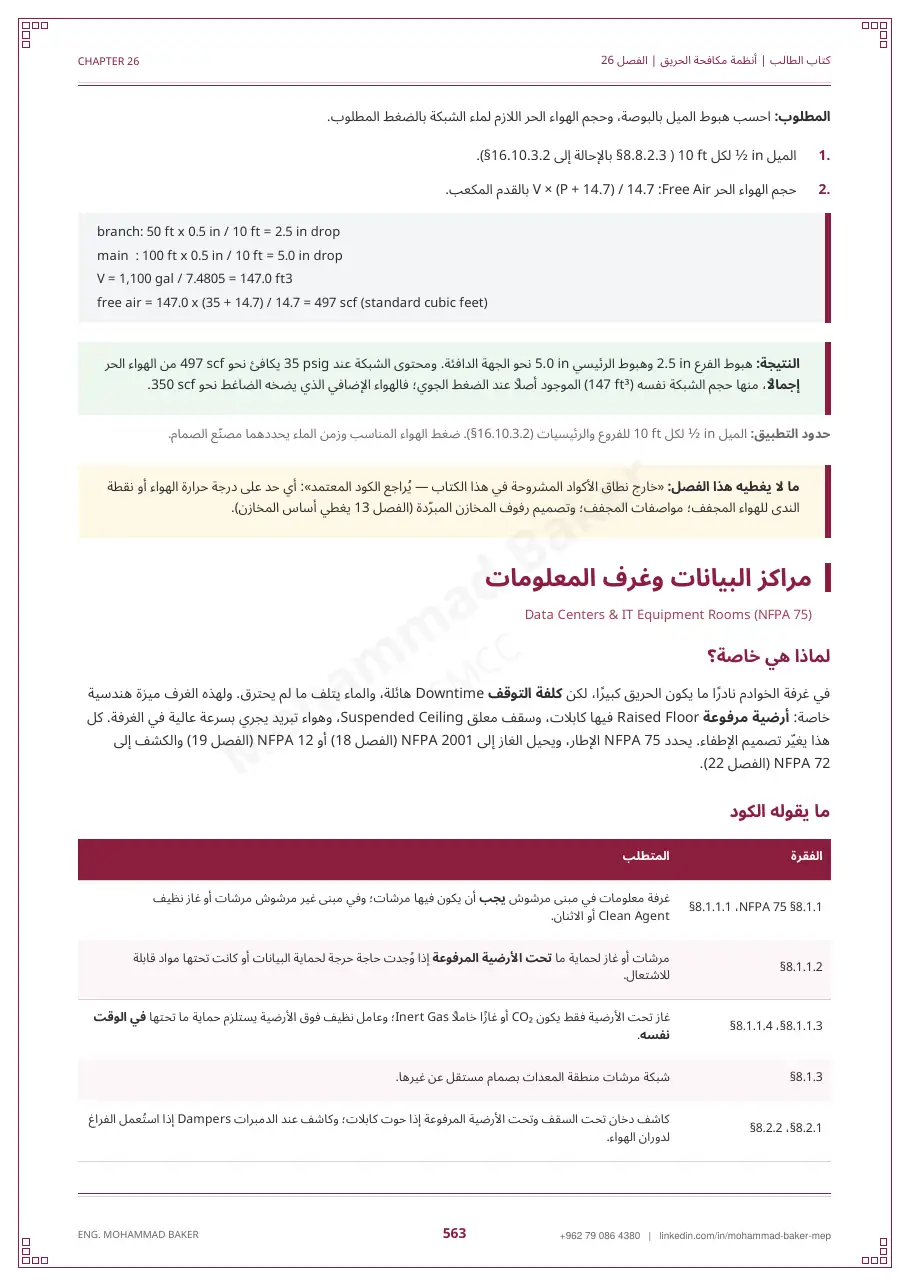 كتاب الطالب | أنظمة مكافحة الحريق | الفصل 26
CHAPTER 26
المطلوب: احسب هبوط الميل بالبوصة، وحجم الهواء الحر اللازم لملء الشبكة بالضغط المطلوب.
1. الميل ½ in لكل 10 ft ( §8.8.2.3 بالإحالة إلى §16.10.3.2).
2. حجم الهواء الحر Free Air: V × (P + 14.7) / 14.7 بالقدم المكعب.
branch: 50 ft x 0.5 in / 10 ft = 2.5 in drop
main : 100 ft x 0.5 in / 10 ft = 5.0 in drop
V = 1,100 gal / 7.4805 = 147.0 ft3
free air = 147.0 x (35 + 14.7) / 14.7 = 497 scf (standard cubic feet)
النتيجة: هبوط الفرع 2.5 in وهبوط الرئيسي 5.0 in نحو الجهة الدافئة. ومحتوى الشبكة عند 35 psig يكافئ نحو 497 scf من الهواء الحر
إجمالًا، منها حجم الشبكة نفسه (147 ft³) الموجود أصلًا عند الضغط الجوي؛ فالهواء الإضافي الذي يضخه الضاغط نحو 350 scf.
حدود التطبيق: الميل ½ in لكل 10 ft للفروع والرئيسيات (§16.10.3.2). ضغط الهواء المناسب وزمن الماء يحددهما مصنّع الصمام.
ما لا يغطيه هذا الفصل: «خارج نطاق الأكواد المشروحة في هذا الكتاب — يُراجع الكود المعتمد»: أي حد على درجة حرارة الهواء أو نقطة
الندى للهواء المجفف؛ مواصفات المجفف؛ وتصميم رفوف المخازن المبرّدة (الفصل 13 يغطي أساس المخازن).
مراكز البيانات وغرف المعلومات
Data Centers & IT Equipment Rooms (NFPA 75)
لماذا هي خاصة؟
في غرفة الخوادم نادرًا ما يكون الحريق كبيرًا، لكن كلفة التوقف Downtime هائلة، والماء يتلف ما لم يحترق. ولهذه الغرف ميزة هندسية
خاصة: أرضية مرفوعة Raised Floor فيها كابلات، وسقف معلق Suspended Ceiling، وهواء تبريد يجري بسرعة عالية في الغرفة. كل
هذا يغيّر تصميم الإطفاء. يحدد NFPA 75 الإطار، ويحيل الغاز إلى NFPA 2001 (الفصل 18) أو NFPA 12 (الفصل 19) والكشف إلى
NFPA 72 (الفصل 22).
ما يقوله الكود
الفقرة
المتطلب
NFPA 75 §8.1.1، §8.1.1.1
غرفة معلومات في مبنى مرشوش يجب أن يكون فيها مرشات؛ وفي مبنى غير مرشوش مرشات أو غاز نظيف
Clean Agent أو الاثنان.
§8.1.1.2
مرشات أو غاز لحماية ما تحت الأرضية المرفوعة إذا وُجدت حاجة حرجة لحماية البيانات أو كانت تحتها مواد قابلة
للاشتعال.
§8.1.1.3، §8.1.1.4
غاز تحت الأرضية فقط يكون CO₂ أو غازًا خاملًا Inert Gas؛ وعامل نظيف فوق الأرضية يستلزم حماية ما تحتها في الوقت
نفسه.
§8.1.3
شبكة مرشات منطقة المعدات بصمام مستقل عن غيرها.
§8.2.1، §8.2.2
كاشف دخان تحت السقف وتحت الأرضية المرفوعة إذا حوت كابلات؛ وكاشف عند الدمبرات Dampers إذا استُعمل الفراغ
لدوران الهواء.
Mohammad Baker
SMCC
ENG. MOHAMMAD BAKER
563
+962 79 086 4380 | linkedin.com/in/mohammad-baker-mep